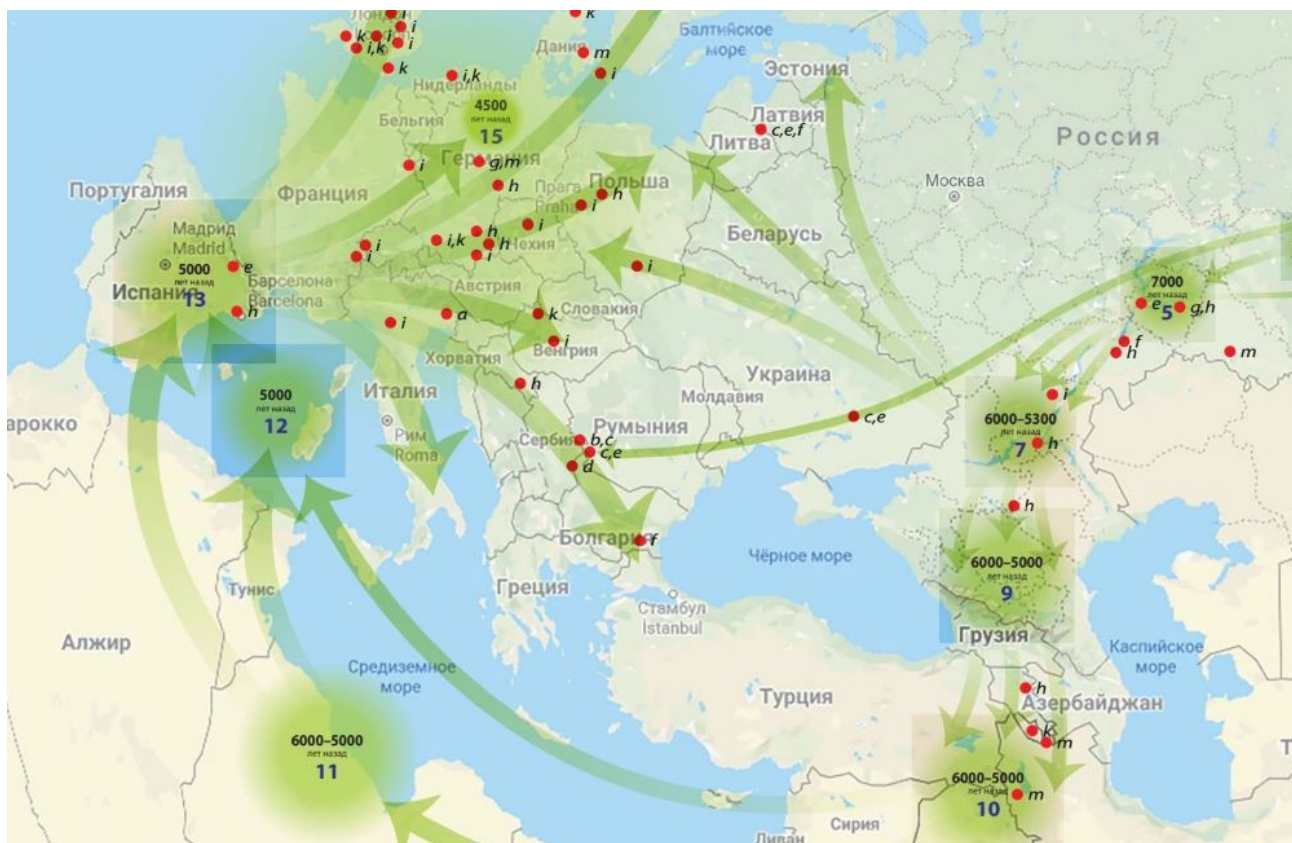 Лондон
i
i
k
i
i,k
i
k
k
Дания
m
i
Балтийское
море
Эстония
i,k
Нидерланды
4500
лет назад
15
Бельгия
Германия
g,m
i
h
Латвия
Литва
c,e,f
Россия
Москва
Португалия
Франция
Прага
Praha
Польша
h
i
Мадрид
Madrid
i
i
i,k
h
h
i
i
Чехия
Беларусь
5000
лет назад
13
Испания
e
Барселона
Barcelona
h
Австрия
Словакия
i
7000
лет назад
5
e
g,h
f
h
m
i
a
k
i
Венгрия
Хорватия
Италия
h
Украина
Молдавия
5000
лет назад
12
Рим
Roma
Сербия
Румыния
b,c
c,e
d
c,e
6000–5300
лет назад
7
h
h
арокко
Болгария
f
Чёрное море
6000–5000
лет назад
9
Тунис
Греция
Стамбул
İstanbul
Грузия
Алжир
Средиземное
море
Турция
Каспийское
море
h
Азербайджан
k
m
6000–5000
лет назад
11
6000–5000
лет назад
10
m
Сирия
Ливан
Т